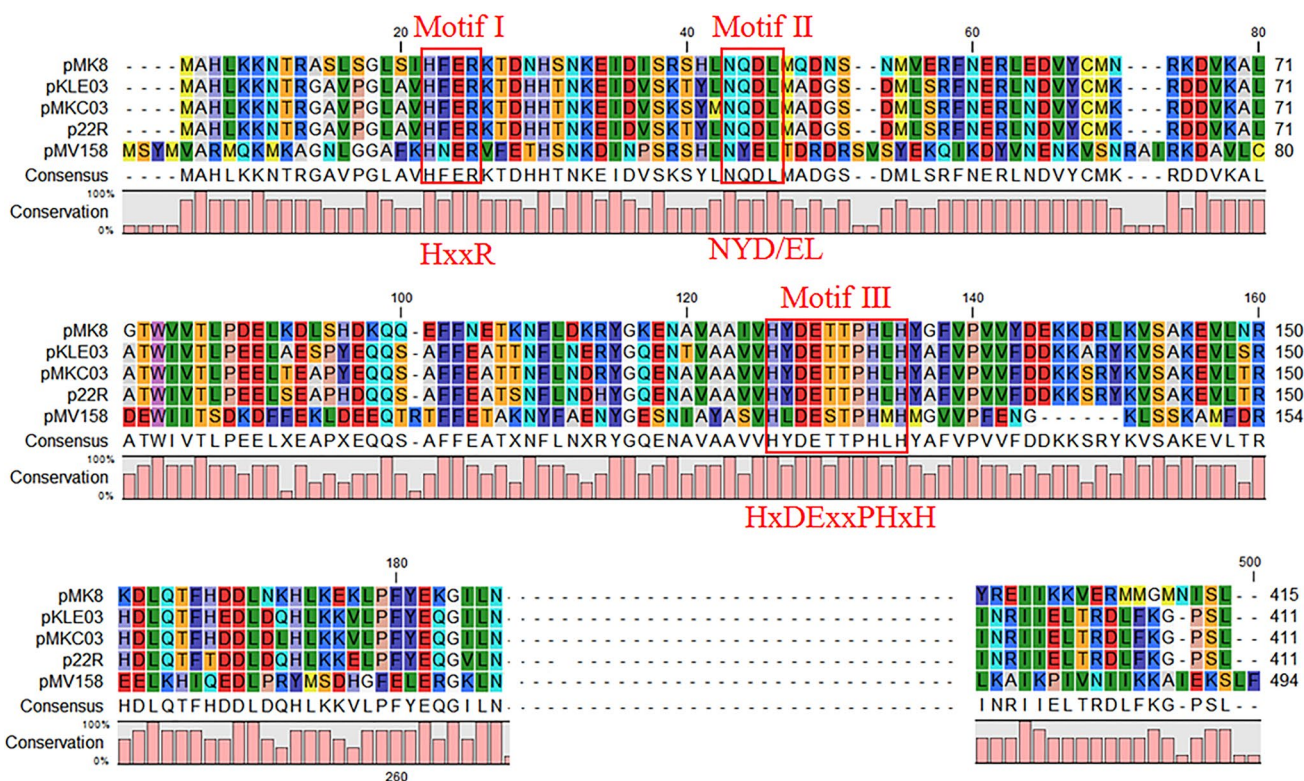 Motif I Motif II
20 40 60 80
pMK8 - - - - MAHLKKNTRASLSGLSIHFERKTDNHSNKEIDISRSHLNQDLMQDNS - - NMVERFNERLEDVYCMN - - - RKDVKAL 71
pKLE03 - - - - MAHLKKNTRGAVPGLAVHFERKTDHHTNKEIDVSKTYLNQDLMADGS - - DMLSRFNERLNDVYCMK - - - RDDVKAL 71
pMKC03 - - - - MAHLKKNTRGAVPGLAVHFERKTDHHTNKEIDVSKSYMNQDLMADGS - - DMLSRFNERLNDVYCMK - - - RDDVKAL 71
p22R - - - - MAHLKKNTRGAVPGLAVHFERKTDHHTNKEIDVSKTYLNQDLMADGS - - DMLSRFNERLNDVYCMK - - - RDDVKAL 71
pMV158 MSYMVARMQKMKAGNLGGAFKHNERVFETHSNKDINPSRSHLNYELTDRDRSVSYEKQIKDYVNENKVSNRAIRKDAVLC 80
Consensus - - - - MAHLKKNTRGAVPGLAVHFERKTDHHTNKEIDVSKSYLNQDLMADGS - - DMLSRFNERLNDVYCMK - - - RDDVKAL
100%
Conservation
0%
HxxR NYD/EL
Motif III
100 120 140 160
pMK8 GTWVVTLPDELKDLSHDKQQ - EFFNETKNFLDKRYGKENAVAAIVHYDETTPHLHYGFVPVVYDEKKDRLKVSAKEVLNR 150
pKLE03 ATWIVTLPEELAESPYEQQS - AFFEATTNFLNERYGQENTVAAVVHYDETTPHLHYAFVPVVFDDKKARYKVSAKEVLSR 150
pMKC03 ATWIVTLPEELTEAPYEQQS - AFFEATSNFLNDRYGQENAVAAVVHYDETTPHLHYAFVPVVFDDKKSRYKVSAKEVLTR 150
p22R ATWIVTLPEELSEAPHDQQS - AFFEATTNFLNDRYGQENAVAAVVHYDETTPHLHYAFVPVVFDDKKSRYKVSAKEVLTR 150
pMV158 DEWIITSDKDFFEKLDEEQTRTFFETAKNYFAENYGESNIAYASVHLDESTPHMHMGVVPFENG - - - - - - KLSSKAMFDR 154
Consensus ATWIVTLPEELXEAPXEQQS - AFFEATXNFLNXRYGQENAVAAVVHYDETTPHLHYAFVPVVFDDKKSRYKVSAKEVLTR
100%
Conservation
0%
HxDExxPHxH
180 500
pMK8 KDLQTFHDDLNKHLKEKLPFYEKGILN YREIIKKVERMMGMNISL - - 415
pKLE03 HDLQTFHEDLDQHLKKVLPFYEQGILN INRIIELTRDLFKG - PSL - - 411
pMKC03 HDLQTFHDDLDLHLKKVLPFYEQGILN INRIIELTRDLFKG - PSL - - 411
p22R HDLQTFTDDLDQHLKKELPFYEQGVLN INRIIELTRDLFKG - PSL - - 411
pMV158 EELKHIQEDLPRYMSDHGFELERGKLN LKAIKPIVNIIKKAIEKSLF 494
Consensus HDLQTFHDDLDQHLKKVLPFYEQGILN INRIIELTRDLFKG - PSL - -
100%
Conservation
0%
260